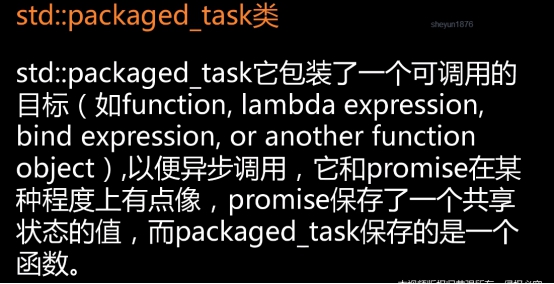 std::packaged_task类
sheyun1876
std::packaged_task它包装了一个可调用的
目标（如function, lambda expression,
bind expression, or another function
object）,以便异步调用，它和promise在某
种程度上有点像，promise保存了一个共享
状态的值，而packaged_task保存的是一个
函数。